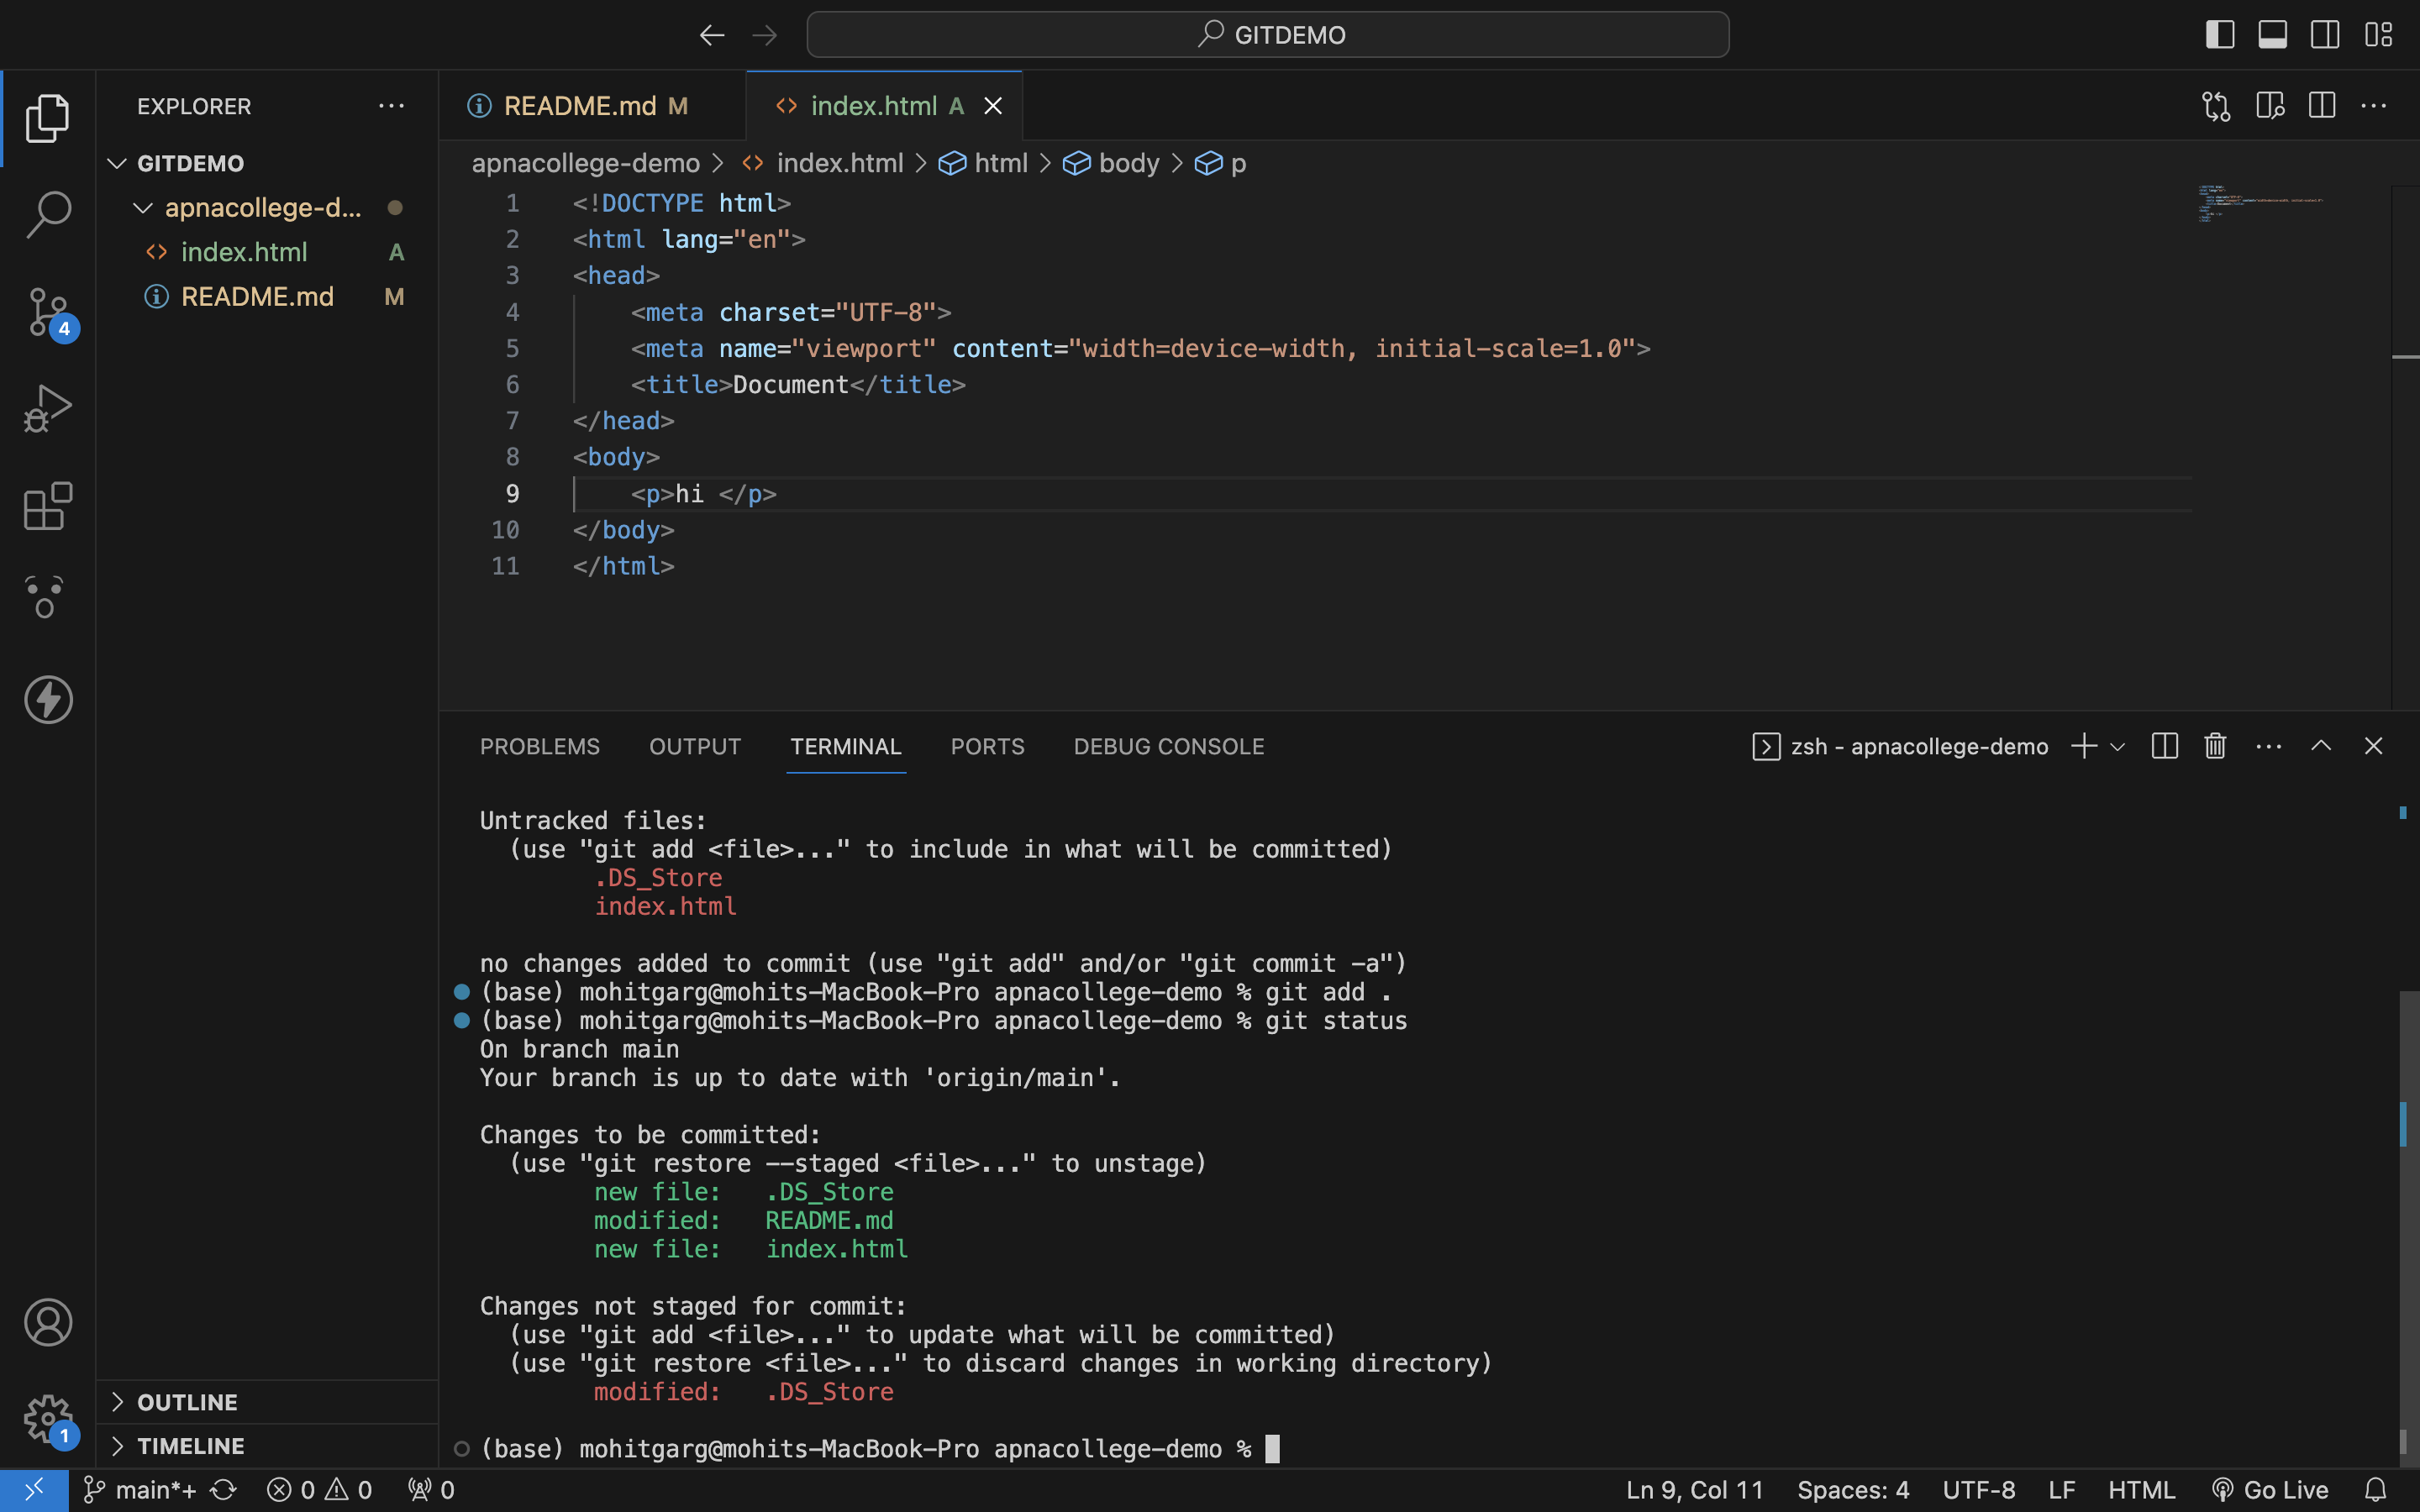 GITDEMO
EXPLORER
README.md M
index.html A
GITDEMO
apnacollege-demo > index.html > html > body > p
apnacollege-d...
index.html A
README.md M
4
1 <!DOCTYPE html>
2 <html lang="en">
3 <head>
4 <meta charset="UTF-8">
5 <meta name="viewport" content="width=device-width, initial-scale=1.0">
6 <title>Document</title>
7 </head>
8 <body>
9 <p>hi </p>
10 </body>
11 </html>
PROBLEMS OUTPUT TERMINAL PORTS DEBUG CONSOLE zsh - apnacollege-demo
Untracked files:
(use "git add <file>..." to include in what will be committed)
.DS_Store
index.html
no changes added to commit (use "git add" and/or "git commit -a")
(base) mohitgarg@mohits-MacBook-Pro apnacollege-demo % git add .
(base) mohitgarg@mohits-MacBook-Pro apnacollege-demo % git status
On branch main
Your branch is up to date with 'origin/main'.
Changes to be committed:
(use "git restore --staged <file>..." to unstage)
new file: .DS_Store
modified: README.md
new file: index.html
Changes not staged for commit:
(use "git add <file>..." to update what will be committed)
(use "git restore <file>..." to discard changes in working directory)
modified: .DS_Store
(base) mohitgarg@mohits-MacBook-Pro apnacollege-demo %
OUTLINE
TIMELINE
1
main*+ 0 0 0 Ln 9, Col 11 Spaces: 4 UTF-8 LF HTML Go Live